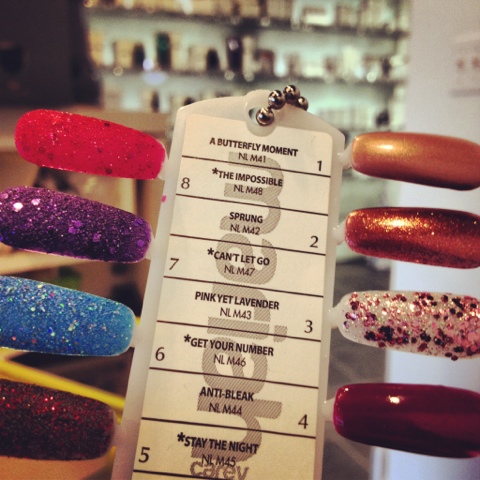 A BUTTERFLY MOMENT
NL M41
1
*THE IMPOSSIBLE
NL M48
8
SPRUNG
NL M42
2
*CAN'T LET GO
NL M47
7
PINK YET LAVENDER
NL M43
3
*GET YOUR NUMBER
NL M46
6
ANTI-BLEAK
NL M44
4
*STAY THE NIGHT
NL M45
5
mariah
carey